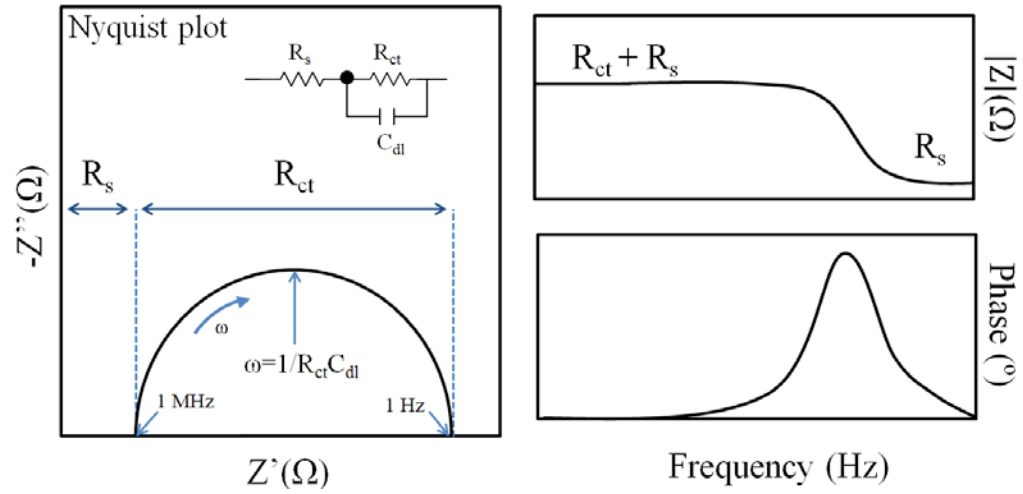 Nyquist plot
Rs
Rct
Cdl
Rs
Rct
-Z''(Ω)
ω
ω=1/RctCdl
1 MHz
1 Hz
Z'(Ω)
Rct + Rs
Rs
|Z|(Ω)
Phase (°)
Frequency (Hz)